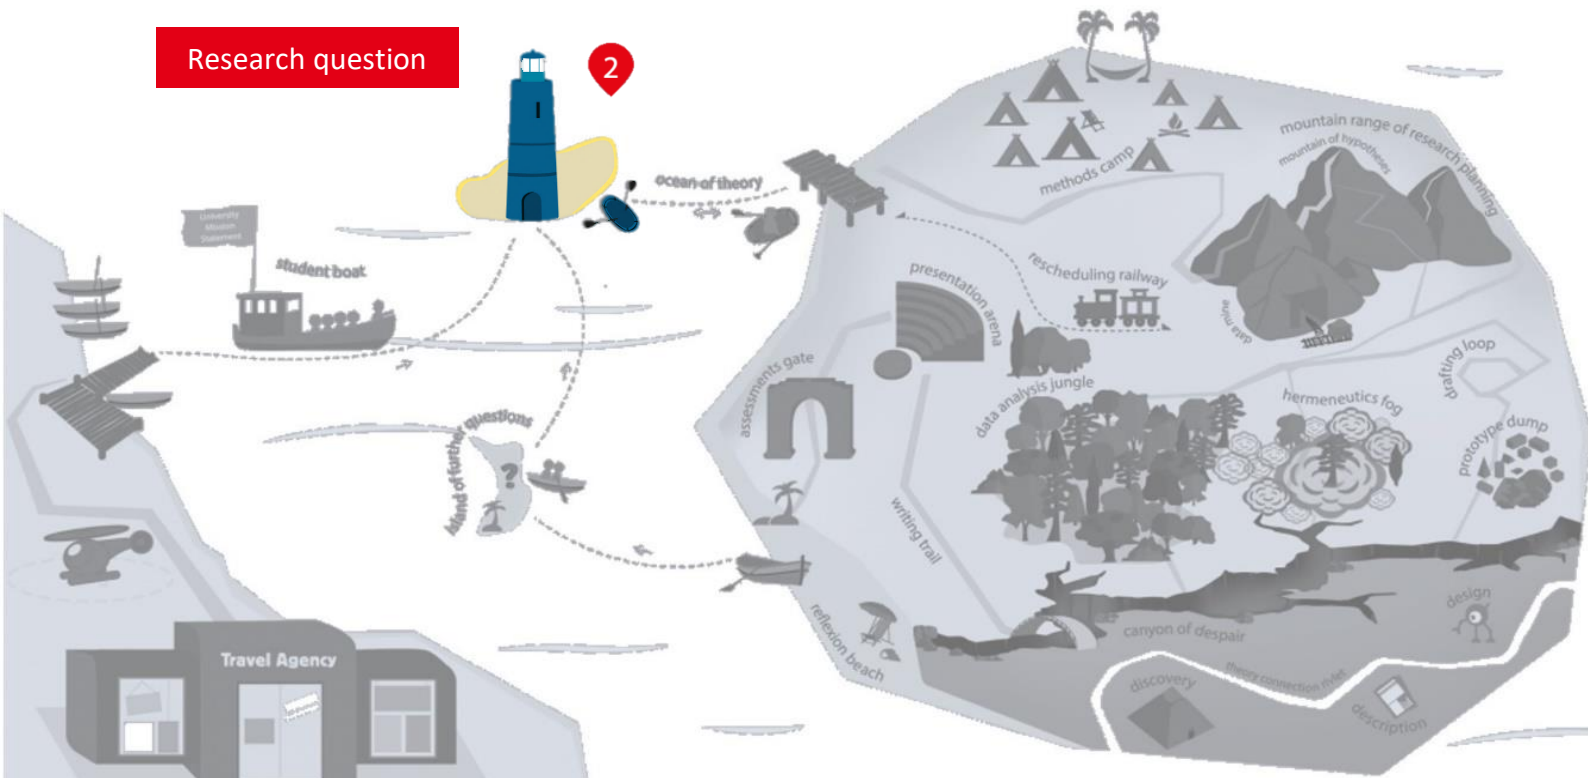 Research question
2
University
Mission
Statement
student boat
ocean of theory
methods camp
mountain range of research planning
mountain of hypotheses
rescheduling railway
presentation arena
data mine
assessments gate
data analysis jungle
hermeneutics fog
drafting loop
prototype dump
island of further questions
?
writing trail
reflexion beach
canyon of despair
design
theory connection rivlet
discovery
description
Travel Agency